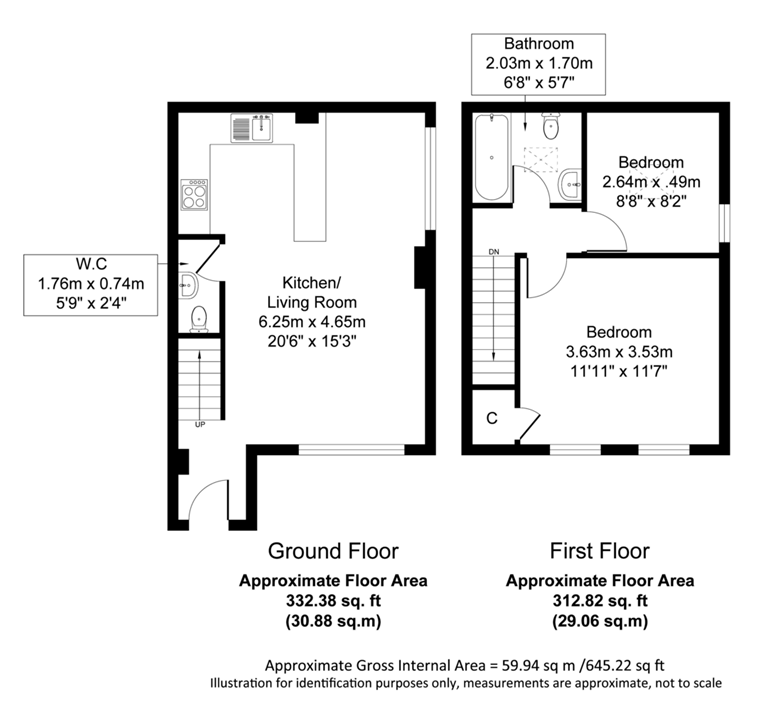 Bathroom
2.03m x 1.70m
6'8" x 5'7"
W.C
1.76m x 0.74m
5'9" x 2'4"
Kitchen/
Living Room
6.25m x 4.65m
20'6" x 15'3"
UP
Bedroom
2.64m x .49m
8'8" x 8'2"
DN
Bedroom
3.63m x 3.53m
11'11" x 11'7"
C
Ground Floor
Approximate Floor Area
332.38 sq. ft
(30.88 sq.m)
First Floor
Approximate Floor Area
312.82 sq. ft
(29.06 sq.m)
Approximate Gross Internal Area = 59.94 sq m /645.22 sq ft
Illustration for identification purposes only, measurements are approximate, not to scale